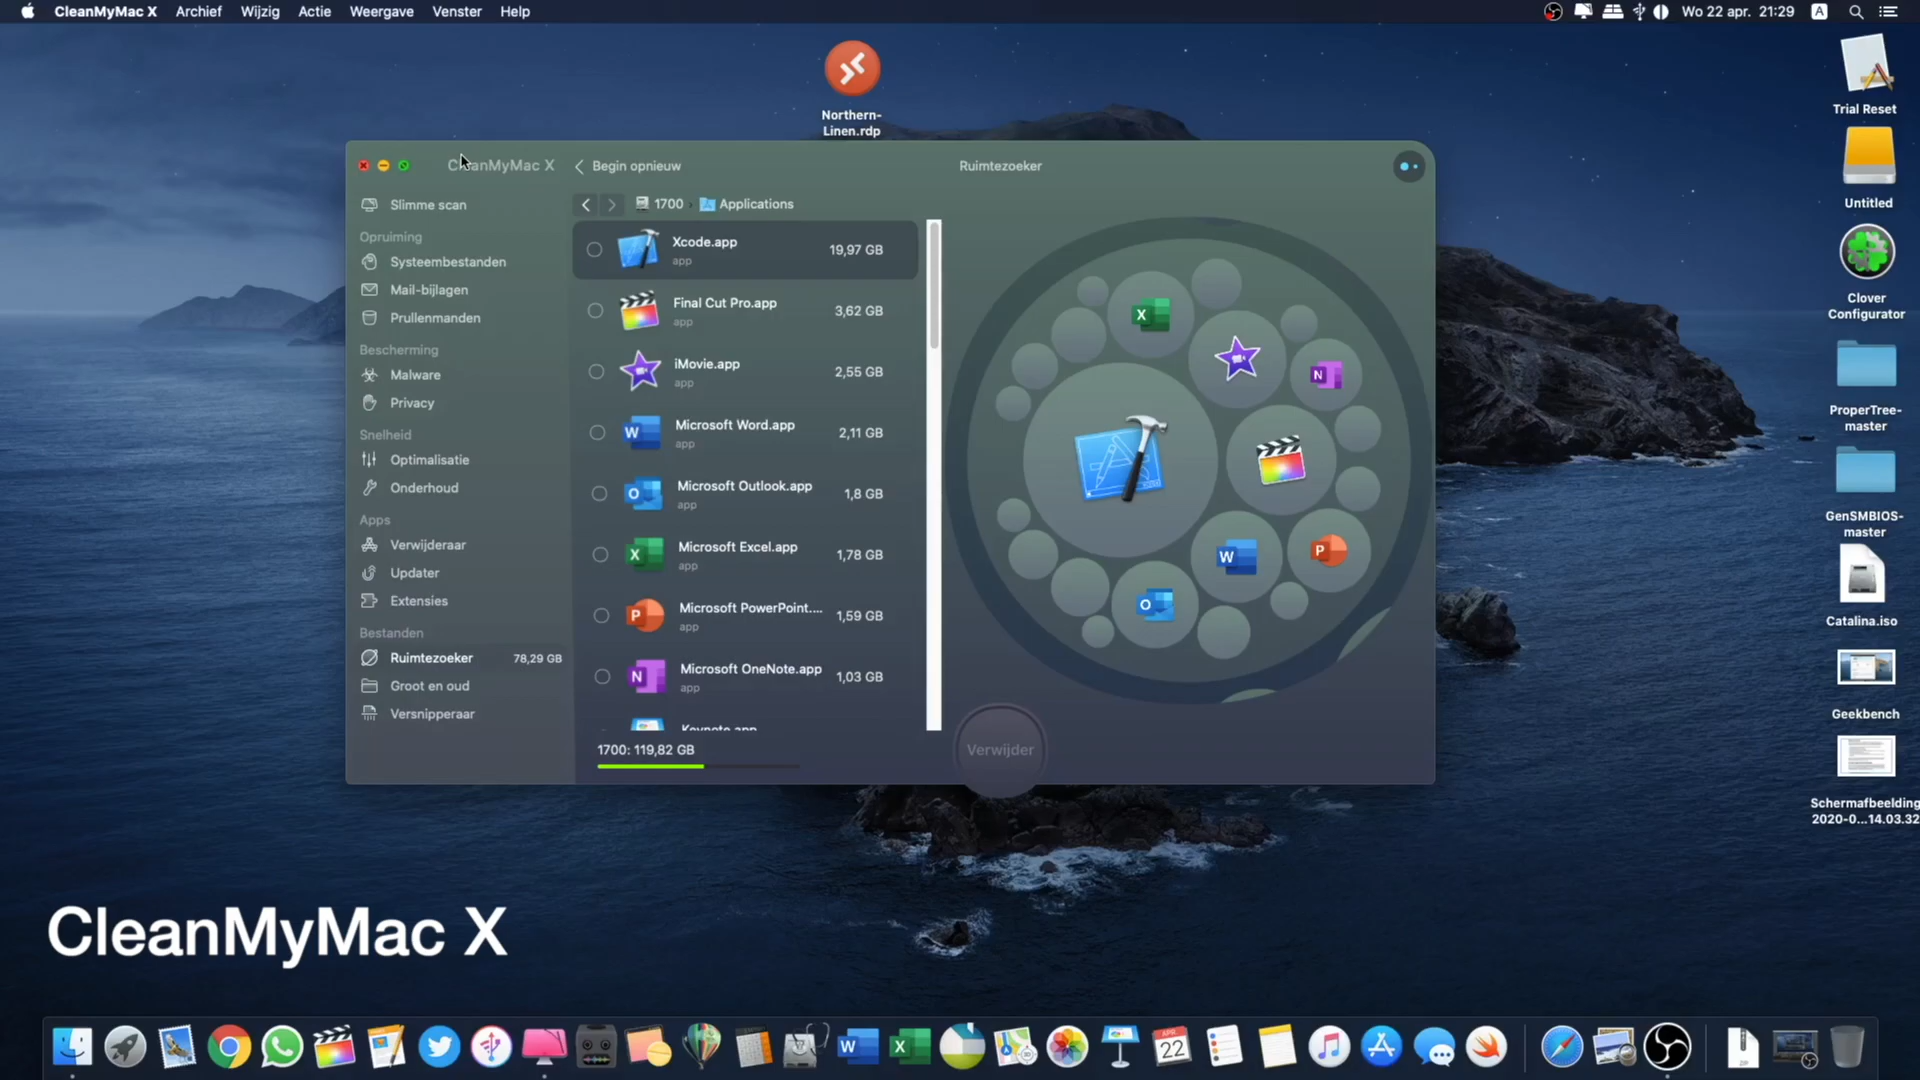 CleanMyMac X Archief Wijzig Actie Weergave Venster Help
Wo 22 apr. 21:29
A
Northern-
Linen.rdp
Trial Reset
Untitled
Clover
Configurator
ProperTree-
master
GenSMBIOS-
master
Catalina.iso
Geekbench
Schermafbeelding
2020-0...14.03.32
CleanMyMac X
Begin opnieuw
Ruimtezoeker
Slimme scan
Opruiming
Systeembestanden
Mail-bijlagen
Prullenmanden
Bescherming
Malware
Privacy
Snelheid
Optimalisatie
Onderhoud
Apps
Verwijderaar
Updater
Extensies
Bestanden
Ruimtezoeker 78,29 GB
Groot en oud
Versnipperaar
1700 › Applications
Xcode.app 19,97 GB
app
Final Cut Pro.app 3,62 GB
app
iMovie.app 2,55 GB
app
Microsoft Word.app 2,11 GB
app
Microsoft Outlook.app 1,8 GB
app
Microsoft Excel.app 1,78 GB
app
Microsoft PowerPoint.... 1,59 GB
app
Microsoft OneNote.app 1,03 GB
app
Keynote.app
1700: 119,82 GB
Verwijder
CleanMyMac X
22